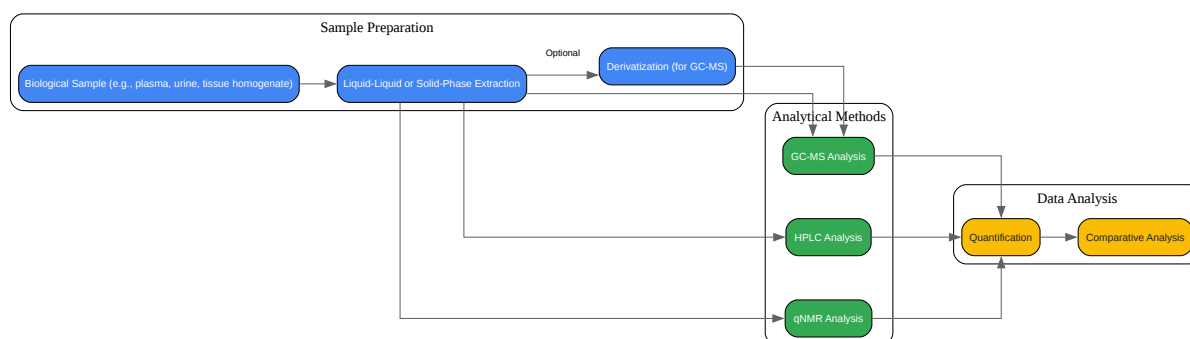 Sample Preparation
Optional
Derivatization (for GC-MS)
Biological Sample (e.g., plasma, urine, tissue homogenate)
Liquid-Liquid or Solid-Phase Extraction
Analytical Methods
GC-MS Analysis
Data Analysis
HPLC Analysis
Quantification
Comparative Analysis
qNMR Analysis